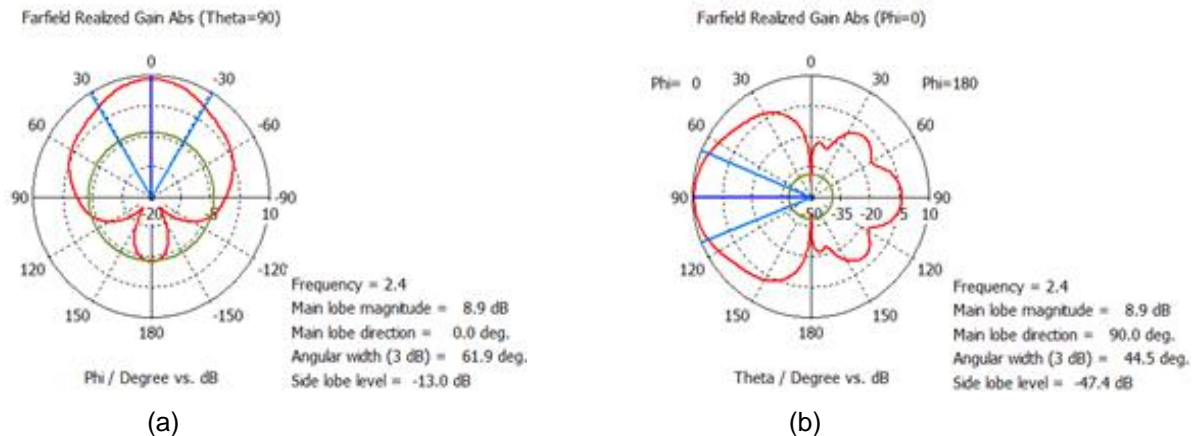 Farfield Realized Gain Abs (Theta=90)
0
30 -30
60 -60
90 -20 -5 10 -90
120 -120
150 -150
180
Frequency = 2.4
Main lobe magnitude = 8.9 dB
Main lobe direction = 0.0 deg.
Angular width (3 dB) = 61.9 deg.
Side lobe level = -13.0 dB
Phi / Degree vs. dB
(a)
Farfield Realized Gain Abs (Phi=0)
0
30 30
Phi= 0 Phi=180
60 60
90 -50 -35 -20 -5 10 90
120 120
150 150
180
Frequency = 2.4
Main lobe magnitude = 8.9 dB
Main lobe direction = 90.0 deg.
Angular width (3 dB) = 44.5 deg.
Side lobe level = -47.4 dB
Theta / Degree vs. dB
(b)